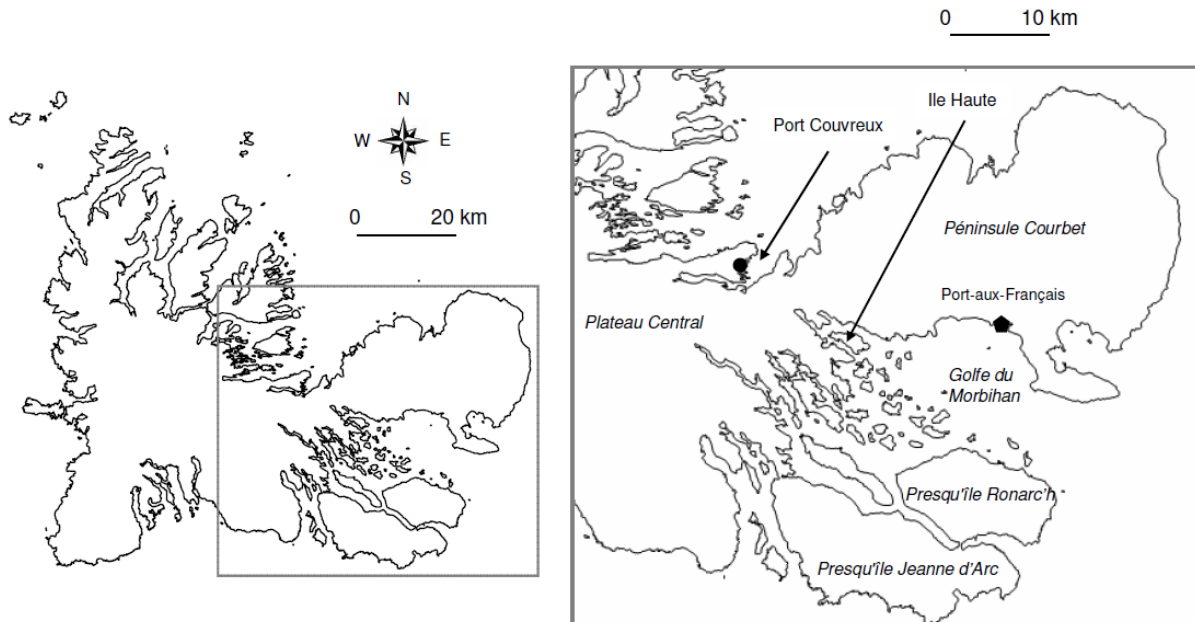 N
W E
S
0 20 km
0 10 km
Ile Haute
Port Couvreux
Péninsule Courbet
Port-aux-Français
Plateau Central
Golfe du
Morbihan
Presqu'île Ronarc'h
Presqu'île Jeanne d'Arc